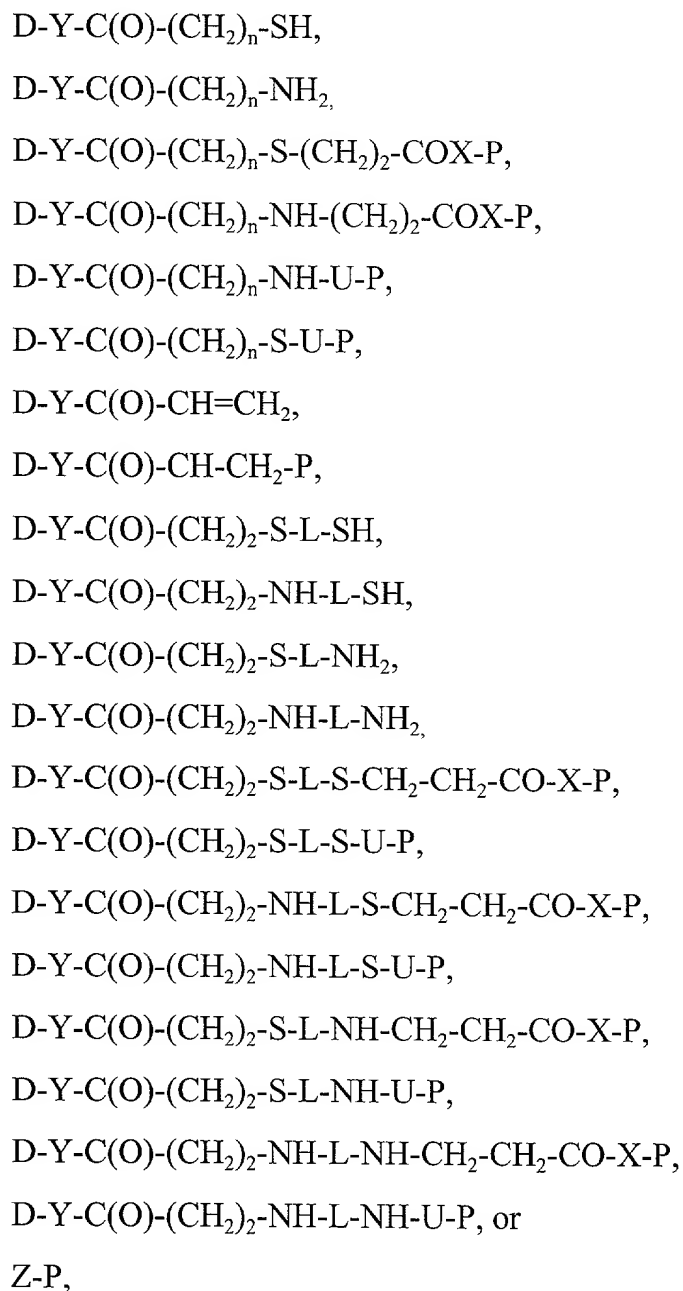 D-Y-C(O)-(CH₂)ₙ-SH,
D-Y-C(O)-(CH₂)ₙ-NH₂,
D-Y-C(O)-(CH₂)ₙ-S-(CH₂)₂-COX-P,
D-Y-C(O)-(CH₂)ₙ-NH-(CH₂)₂-COX-P,
D-Y-C(O)-(CH₂)ₙ-NH-U-P,
D-Y-C(O)-(CH₂)ₙ-S-U-P,
D-Y-C(O)-CH=CH₂,
D-Y-C(O)-CH-CH₂-P,
D-Y-C(O)-(CH₂)₂-S-L-SH,
D-Y-C(O)-(CH₂)₂-NH-L-SH,
D-Y-C(O)-(CH₂)₂-S-L-NH₂,
D-Y-C(O)-(CH₂)₂-NH-L-NH₂,
D-Y-C(O)-(CH₂)₂-S-L-S-CH₂-CH₂-CO-X-P,
D-Y-C(O)-(CH₂)₂-S-L-S-U-P,
D-Y-C(O)-(CH₂)₂-NH-L-S-CH₂-CH₂-CO-X-P,
D-Y-C(O)-(CH₂)₂-NH-L-S-U-P,
D-Y-C(O)-(CH₂)₂-S-L-NH-CH₂-CH₂-CO-X-P,
D-Y-C(O)-(CH₂)₂-S-L-NH-U-P,
D-Y-C(O)-(CH₂)₂-NH-L-NH-CH₂-CH₂-CO-X-P,
D-Y-C(O)-(CH₂)₂-NH-L-NH-U-P, or
Z-P,